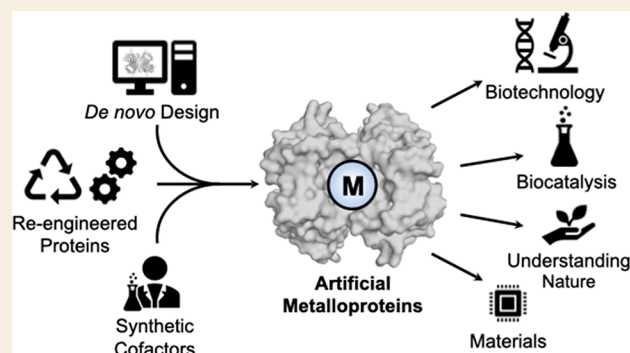 De novo Design
Re-engineered
Proteins
Synthetic
Cofactors
M
Artificial
Metalloproteins
Biotechnology
Biocatalysis
Understanding
Nature
Materials